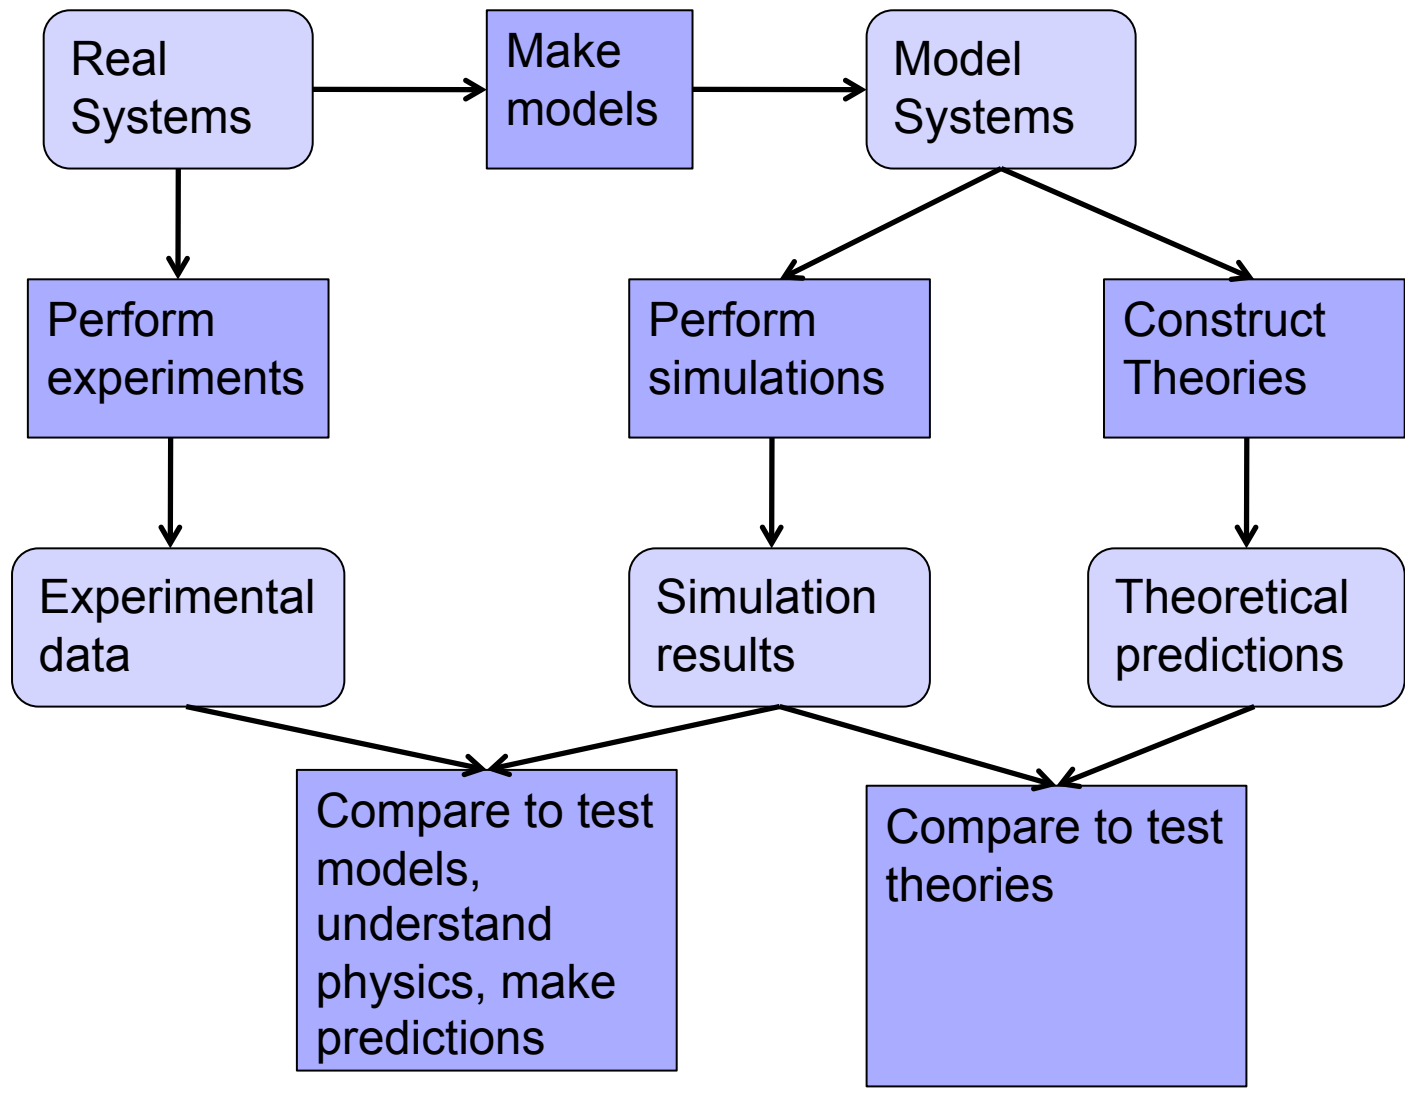 Real
Systems
Make
models
Model
Systems
Perform
experiments
Perform
simulations
Construct
Theories
Experimental
data
Simulation
results
Theoretical
predictions
Compare to test
models,
understand
physics, make
predictions
Compare to test
theories